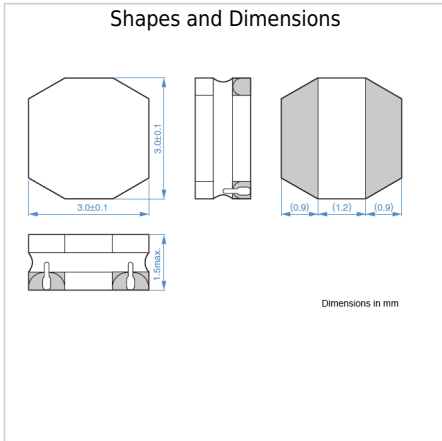 Shapes and Dimensions
3.0±0.1
3.0±0.1
(0.9) (1.2) (0.9)
1.5max.
Dimensions in mm